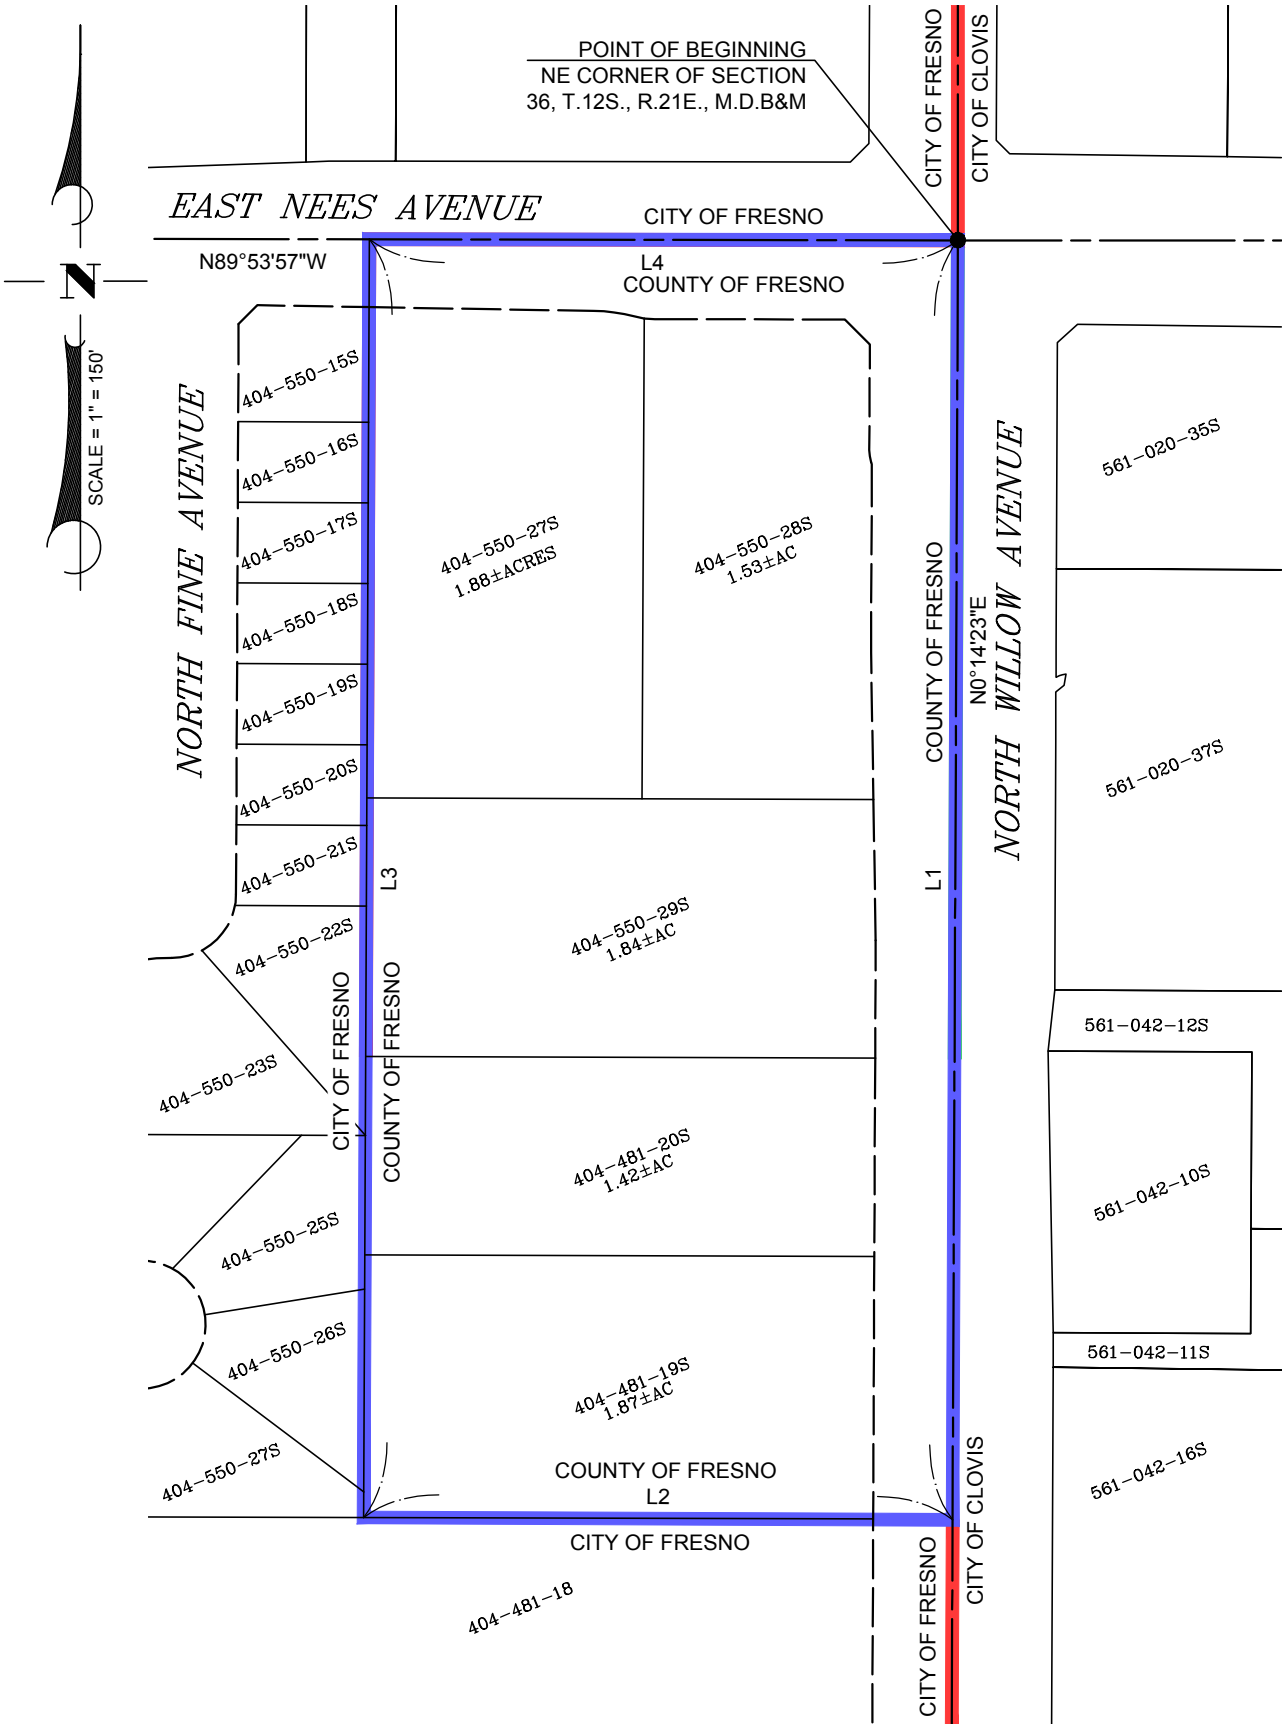 POINT OF BEGINNING
NE CORNER OF SECTION
36, T.12S., R.21E., M.D.B&M
CITY OF FRESNO
CITY OF CLOVIS
EAST NEES AVENUE
CITY OF FRESNO
N89°53'57"W
L4
COUNTY OF FRESNO
N
SCALE = 1" = 150'
NORTH FINE AVENUE
404-550-15S
404-550-16S
404-550-17S
404-550-18S
404-550-19S
404-550-20S
404-550-21S
404-550-22S
404-550-23S
404-550-25S
404-550-26S
404-550-27S
404-550-27S
1.88±ACRES
404-550-28S
1.53±AC
COUNTY OF FRESNO
N0°14'23"E
NORTH WILLOW AVENUE
561-020-35S
561-020-37S
L3
L1
404-550-29S
1.84±AC
CITY OF FRESNO
COUNTY OF FRESNO
561-042-12S
404-481-20S
1.42±AC
561-042-10S
561-042-11S
404-481-19S
1.87±AC
561-042-16S
COUNTY OF FRESNO
L2
CITY OF FRESNO
CITY OF FRESNO
CITY OF CLOVIS
404-481-18